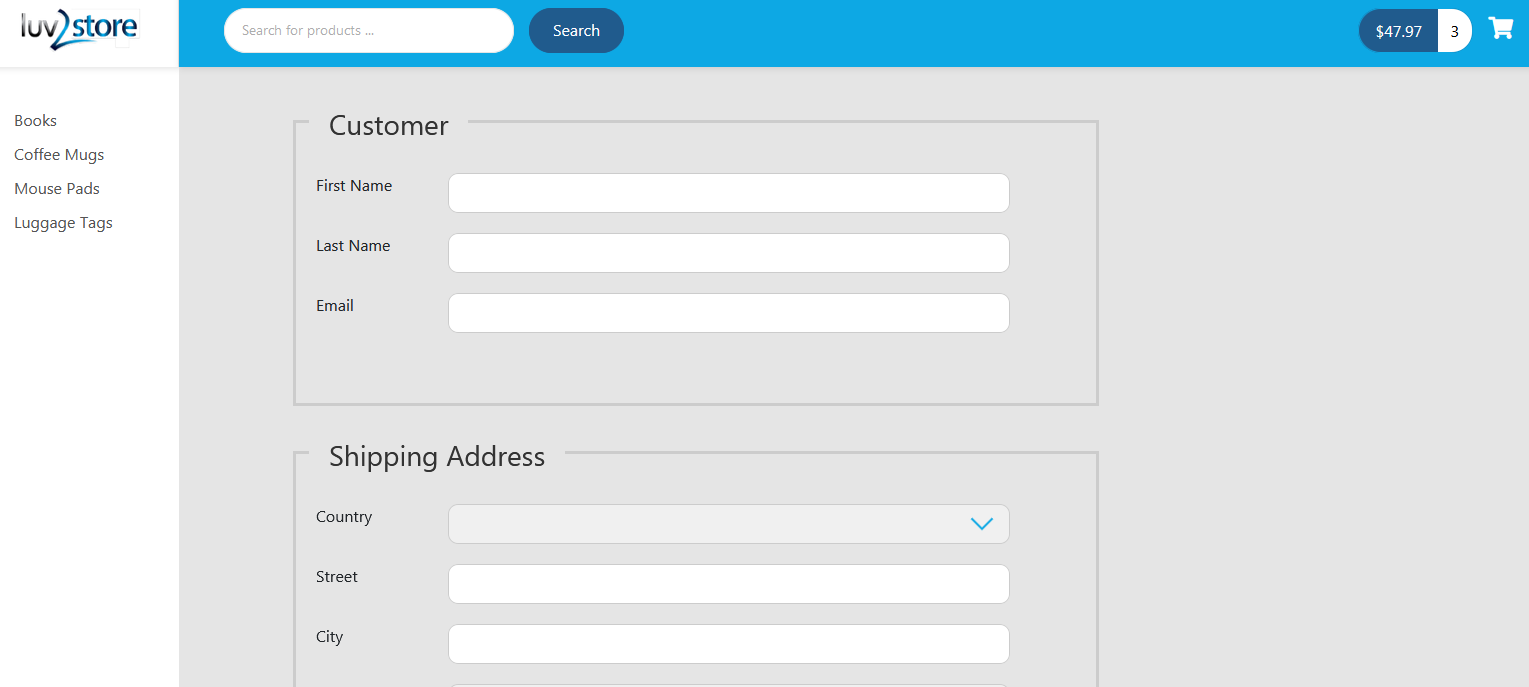 luv2store
Search for products ...
Search
$47.97 3
Books
Coffee Mugs
Mouse Pads
Luggage Tags
Customer
First Name
Last Name
Email
Shipping Address
Country
Street
City